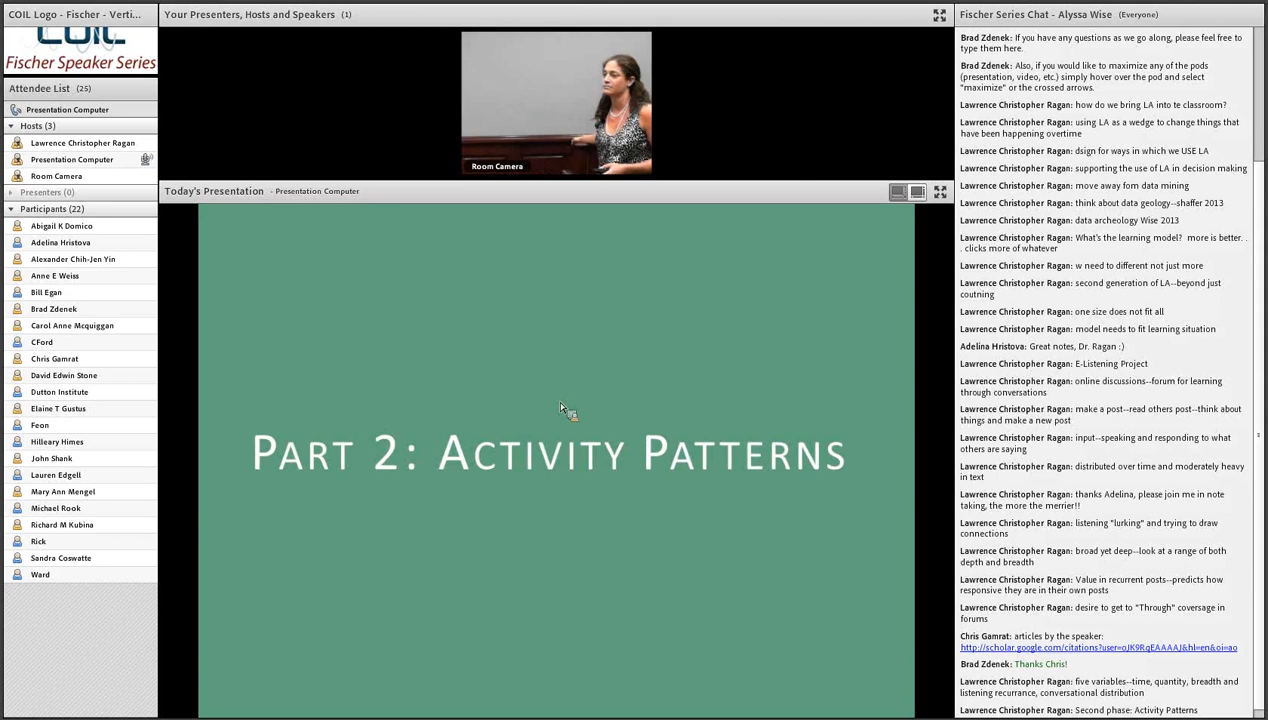 COIL Logo - Fischer - Verti...
COIL
Fischer Speaker Series
Attendee List (25)
Presentation Computer
Hosts (3)
Lawrence Christopher Ragan
Presentation Computer
Room Camera
Presenters (0)
Participants (22)
Abigail K Domico
Adelina Hristova
Alexander Chih-Jen Yin
Anne E Weiss
Bill Egan
Brad Zdenek
Carol Anne Mcquiggan
CFord
Chris Gamrat
David Edwin Stone
Dutton Institute
Elaine T Gustus
Feon
Hilleary Himes
John Shank
Lauren Edgell
Mary Ann Mengel
Michael Rook
Richard M Kubina
Rick
Sandra Coswatte
Ward
Your Presenters, Hosts and Speakers (1)
Room Camera
Today's Presentation - Presentation Computer
PART 2: ACTIVITY PATTERNS
Fischer Series Chat - Alyssa Wise (Everyone)
Brad Zdenek: If you have any questions as we go along, please feel free to
type them here.
Brad Zdenek: Also, if you would like to maximize any of the pods
(presentation, video, etc.) simply hover over the pod and select
"maximize" or the crossed arrows.
Lawrence Christopher Ragan: how do we bring LA into te classroom?
Lawrence Christopher Ragan: using LA as a wedge to change things that
have been happening overtime
Lawrence Christopher Ragan: dsign for ways in which we USE LA
Lawrence Christopher Ragan: supporting the use of LA in decision making
Lawrence Christopher Ragan: move away fom data mining
Lawrence Christopher Ragan: think about data geology--shaffer 2013
Lawrence Christopher Ragan: data archeology Wise 2013
Lawrence Christopher Ragan: What's the learning model? more is better. .
. clicks more of whatever
Lawrence Christopher Ragan: w need to different not just more
Lawrence Christopher Ragan: second generation of LA--beyond just
coutning
Lawrence Christopher Ragan: one size does not fit all
Lawrence Christopher Ragan: model needs to fit learning situation
Adelina Hristova: Great notes, Dr. Ragan :)
Lawrence Christopher Ragan: E-Listening Project
Lawrence Christopher Ragan: online discussions--forum for learning
through conversations
Lawrence Christopher Ragan: make a post--read others post--think about
things and make a new post
Lawrence Christopher Ragan: input--speaking and responding to what
others are saying
Lawrence Christopher Ragan: distributed over time and moderately heavy
in text
Lawrence Christopher Ragan: thanks Adelina, please join me in note
taking, the more the merrier!!
Lawrence Christopher Ragan: listening "lurking" and trying to draw
connections
Lawrence Christopher Ragan: broad yet deep--look at a range of both
depth and breadth
Lawrence Christopher Ragan: Value in recurrent posts--predicts how
responsive they are in their own posts
Lawrence Christopher Ragan: desire to get to "Through" coversage in
forums
Chris Gamrat: articles by the speaker:
http://scholar.google.com/citations?user=oJK9RqEAAAAJ&hl=en&oi=ao
Brad Zdenek: Thanks Chris!
Lawrence Christopher Ragan: five variables--time, quantity, breadth and
listening recurrance, conversational distribution
Lawrence Christopher Ragan: Second phase: Activity Patterns